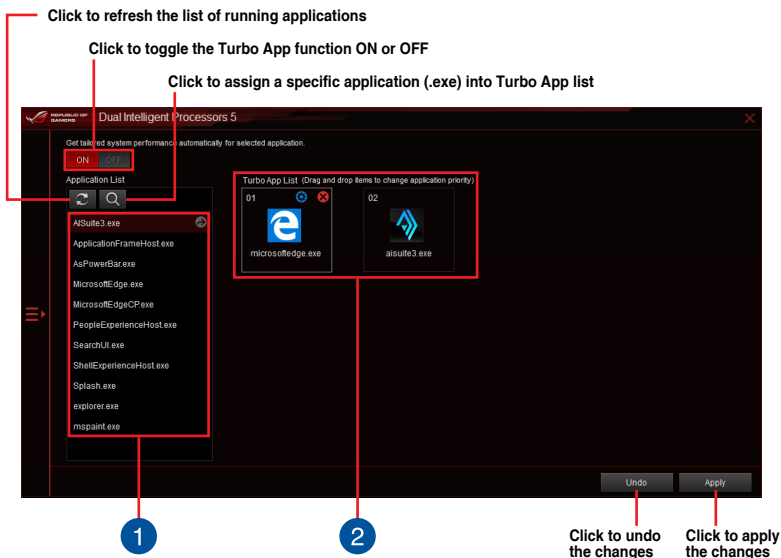 Click to refresh the list of running applications
Click to toggle the Turbo App function ON or OFF
Click to assign a specific application (.exe) into Turbo App list
REPUBLIC OF
GAMERS
Dual Intelligent Processors 5
Get tailored system performance automatically for selected application.
ON OFF
Application List
Turbo App List (Drag and drop items to change application priority)
01 02
AISuite3.exe
ApplicationFrameHost.exe
microsoftedge.exe aisuite3.exe
AsPowerBar.exe
MicrosoftEdge.exe
MicrosoftEdgeCP.exe
PeopleExperienceHost.exe
SearchUI.exe
ShellExperienceHost.exe
Splash.exe
explorer.exe
mspaint.exe
Undo Apply
1 2
Click to undo
the changes
Click to apply
the changes